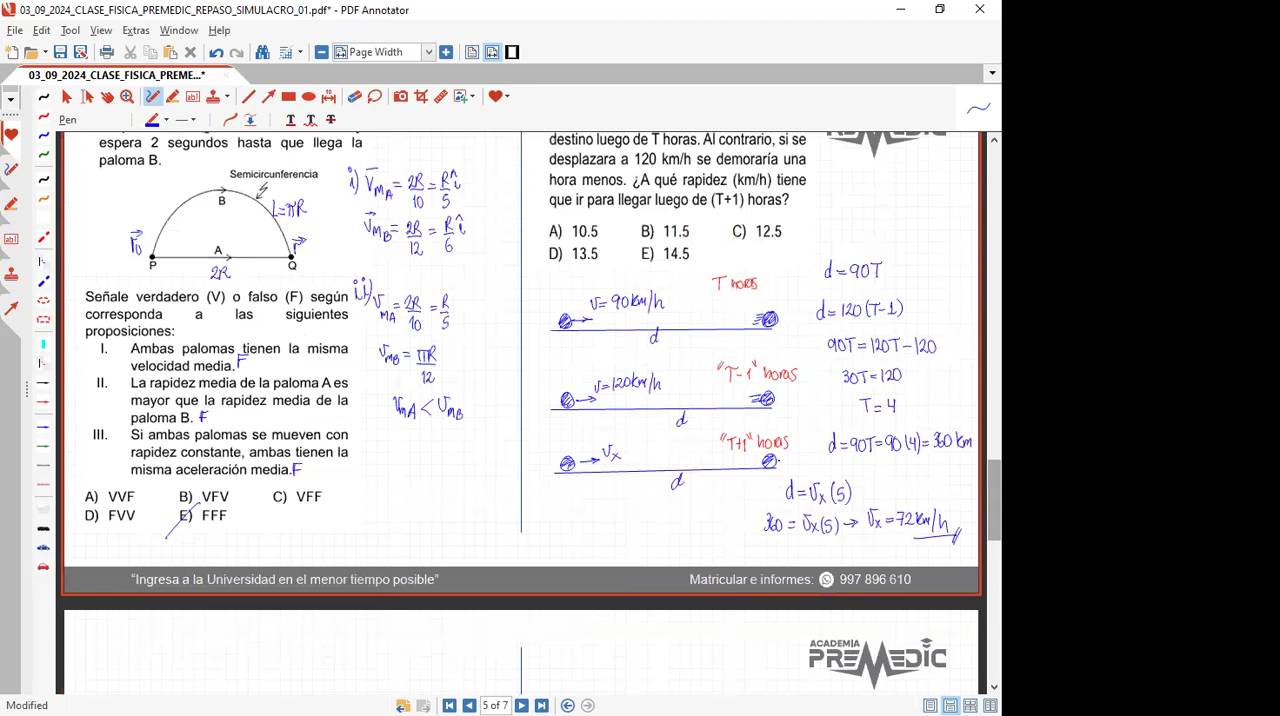 03_09_2024_CLASE_FISICA_PREMEDIC_REPASO_SIMULACRO_01.pdf* - PDF Annotator
File Edit Tool View Extras Window Help
Page Width
03_09_2024_CLASE_FISICA_PREME...*
Pen
espera 2 segundos hasta que llega la
paloma B.
Semicircunferencia
B
L=πR
r₀
r
A
P
2R
Q
i) V̄mA = 2R/10 = R/5 î
V⃗mB = 2R/12 = R/6 î
ii) vmA = 2R/10 = R/5
vmB = πR/12
vmA < vmB
Señale verdadero (V) o falso (F) según
corresponda a las siguientes
proposiciones:
I. Ambas palomas tienen la misma
velocidad media. F
II. La rapidez media de la paloma A es
mayor que la rapidez media de la
paloma B. F
III. Si ambas palomas se mueven con
rapidez constante, ambas tienen la
misma aceleración media. F
A) VVF B) VFV C) VFF
D) FVV E) FFF
destino luego de T horas. Al contrario, si se
desplazara a 120 km/h se demoraría una
hora menos. ¿A qué rapidez (km/h) tiene
que ir para llegar luego de (T+1) horas?
A) 10.5 B) 11.5 C) 12.5
D) 13.5 E) 14.5
T horas
v=90km/h
d
"T-1" horas
v=120km/h
d
"T+1" horas
vx
d
d=90T
d=120(T-1)
90T=120T-120
30T=120
T=4
d=90T=90(4)=360 km
d=vx(5)
360=vx(5)→vx=72km/h
"Ingresa a la Universidad en el menor tiempo posible"
Matricular e informes: 997 896 610
ACADEMIA
PREMEDIC
Modified
5 of 7